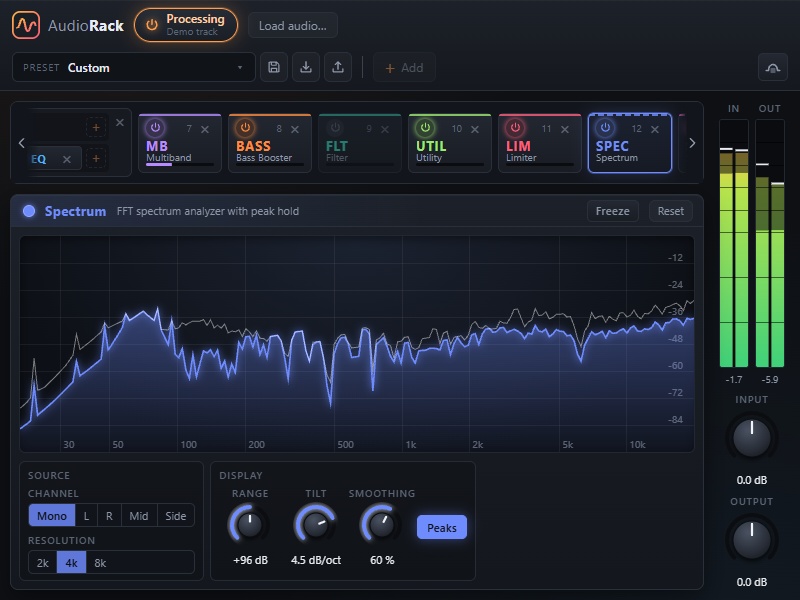 AudioRack
Processing
Demo track
Load audio...
PRESET Custom
+ Add
EQ
7
MB
Multiband
8
BASS
Bass Booster
9
FLT
Filter
10
UTIL
Utility
11
LIM
Limiter
12
SPEC
Spectrum
IN OUT
Spectrum FFT spectrum analyzer with peak hold
Freeze Reset
-12
-24
-36
-48
-60
-72
-84
30 50 100 200 500 1k 2k 5k 10k
-1.7 -5.9
INPUT
0.0 dB
OUTPUT
0.0 dB
SOURCE
CHANNEL
Mono L R Mid Side
RESOLUTION
2k 4k 8k
DISPLAY
RANGE TILT SMOOTHING
Peaks
+96 dB 4.5 dB/oct 60 %